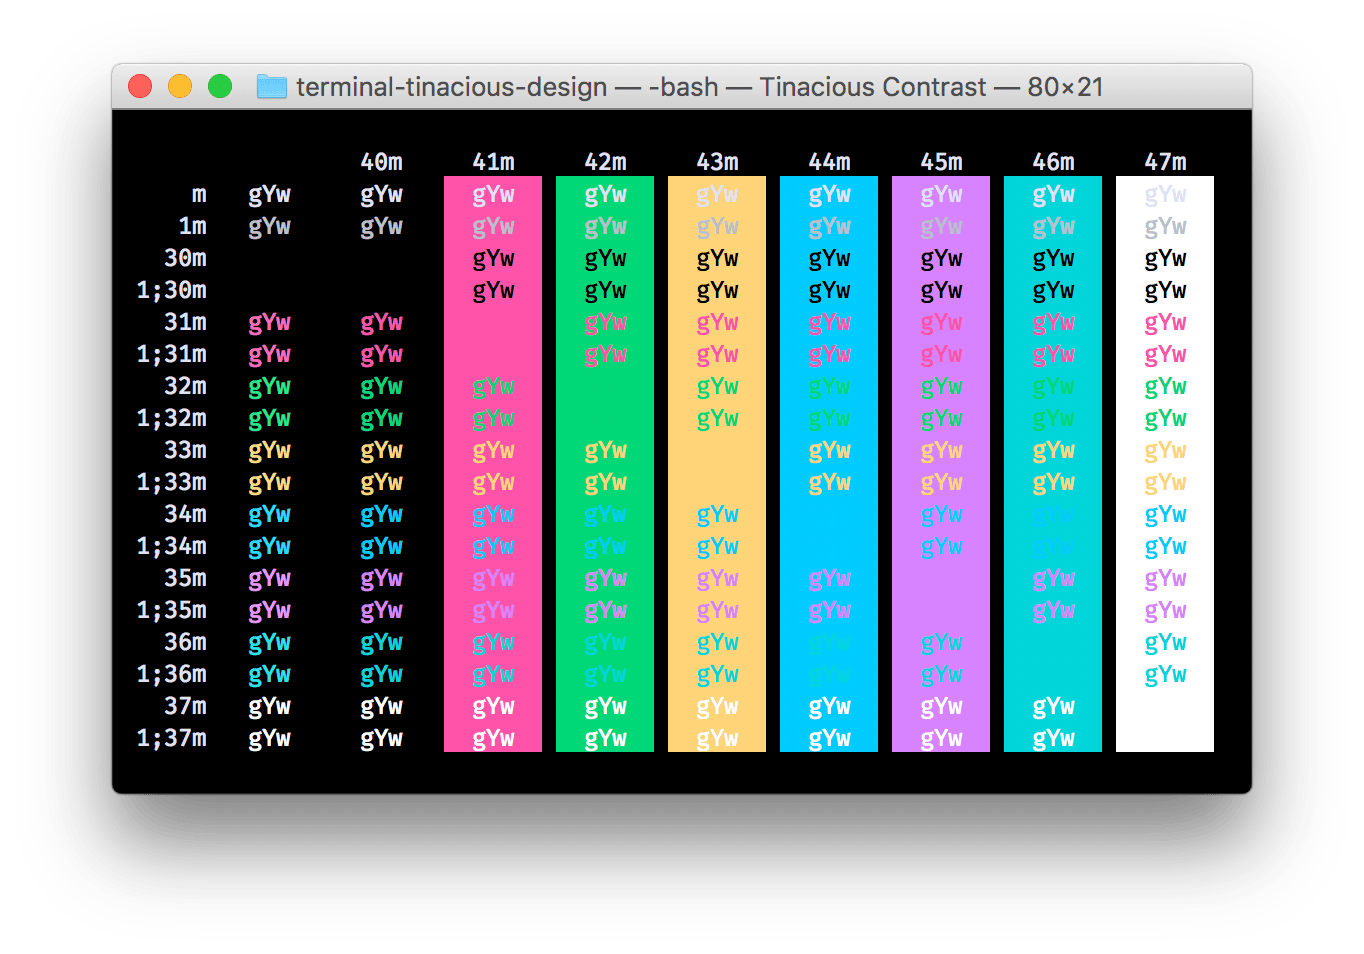 terminal-tinacious-design — -bash — Tinacious Contrast — 80×21
40m 41m 42m 43m 44m 45m 46m 47m
m gYw gYw gYw gYw gYw gYw gYw gYw gYw
1m gYw gYw gYw gYw gYw gYw gYw gYw gYw
30m gYw gYw gYw gYw gYw gYw gYw
1;30m gYw gYw gYw gYw gYw gYw gYw
31m gYw gYw gYw gYw gYw gYw gYw gYw
1;31m gYw gYw gYw gYw gYw gYw gYw gYw
32m gYw gYw gYw gYw gYw gYw gYw gYw
1;32m gYw gYw gYw gYw gYw gYw gYw gYw
33m gYw gYw gYw gYw gYw gYw gYw gYw
1;33m gYw gYw gYw gYw gYw gYw gYw gYw
34m gYw gYw gYw gYw gYw gYw gYw gYw
1;34m gYw gYw gYw gYw gYw gYw gYw gYw
35m gYw gYw gYw gYw gYw gYw gYw gYw
1;35m gYw gYw gYw gYw gYw gYw gYw gYw
36m gYw gYw gYw gYw gYw gYw gYw gYw
1;36m gYw gYw gYw gYw gYw gYw gYw gYw
37m gYw gYw gYw gYw gYw gYw gYw gYw
1;37m gYw gYw gYw gYw gYw gYw gYw gYw